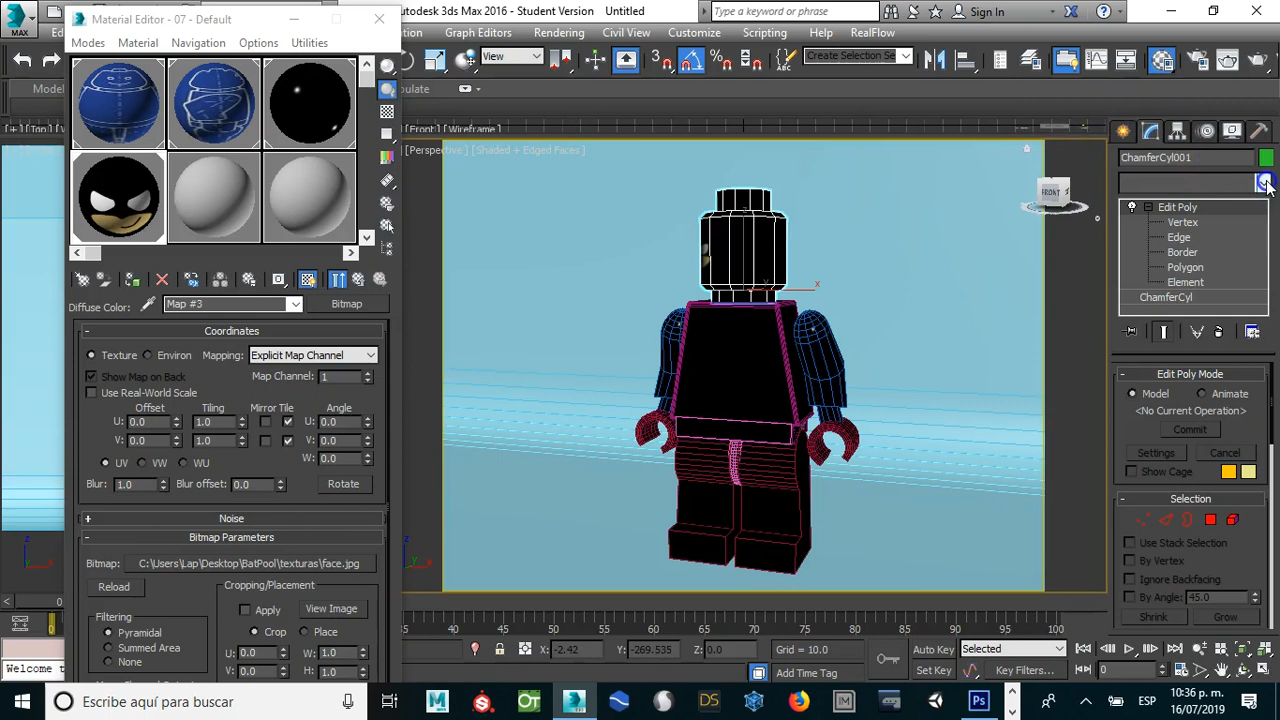 Material Editor - 07 - Default
Autodesk 3ds Max 2016 - Student Version    Untitled
Type a keyword or phrase
Sign In
MAX
Modes Material Navigation Options Utilities
Graph Editors Rendering Civil View Customize Scripting Help RealFlow
View
Create Selection Se
Model
[+] [Top] [Wire
[Front] [Wireframe]
[Perspective] [Shaded + Edged Faces]
FRONT
z
x
ChamferCyl001
Edit Poly
Vertex
Edge
Border
Polygon
Element
ChamferCyl
Diffuse Color: Map #3 Bitmap
Coordinates
Texture Environ Mapping: Explicit Map Channel
Show Map on Back Map Channel: 1
Use Real-World Scale
Offset Tiling Mirror Tile Angle
U: 0.0 1.0 U: 0.0
V: 0.0 1.0 V: 0.0
W: 0.0
UV VW WU
Blur: 1.0 Blur offset: 0.0 Rotate
Noise
Bitmap Parameters
Bitmap: C:\Users\Lap\Desktop\BatPool\texturas\face.jpg
Reload
Cropping/Placement
Apply View Image
Filtering
Pyramidal
Summed Area
None
Crop Place
U: 0.0 W: 1.0
V: 0.0 H: 1.0
Edit Poly Mode
Model Animate
<No Current Operation>
Commit
Settings Cancel
Show Cage
Selection
Use Stack Selection
By Vertex
Ignore Backfacing
By Angle: 45.0
Shrink Grow
40 45 50 55 60 65 70 75 80 85 90 95 100
X: -2.42 Y: -269.535 Z: 0.0 Grid = 10.0
Auto Key Selected
Welcome t
Add Time Tag
Set Key Key Filters... 0
Escribe aquí para buscar
ESP
10:36 p. m.
16/07/2019